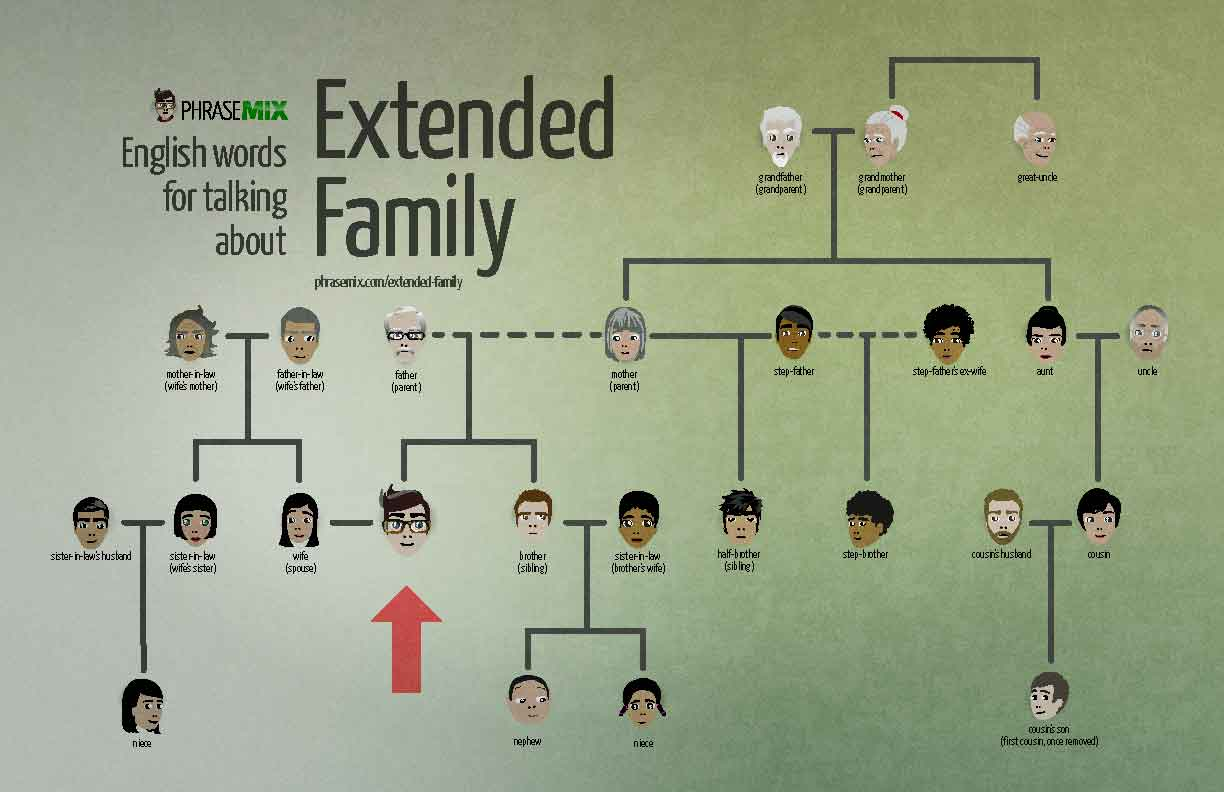 PHRASEMIX
English words
for talking
about
Extended
Family
phrasemix.com/extended-family
grandfather
(grandparent)
grandmother
(grandparent)
great-uncle
mother-in-law
(wife's mother)
father-in-law
(wife's father)
father
(parent)
mother
(parent)
step-father
step-father's ex-wife
aunt
uncle
sister-in-law's husband
sister-in-law
(wife's sister)
wife
(spouse)
brother
(sibling)
sister-in-law
(brother's wife)
half-brother
(sibling)
step-brother
cousin's husband
cousin
niece
nephew
niece
cousin's son
(first cousin, once removed)